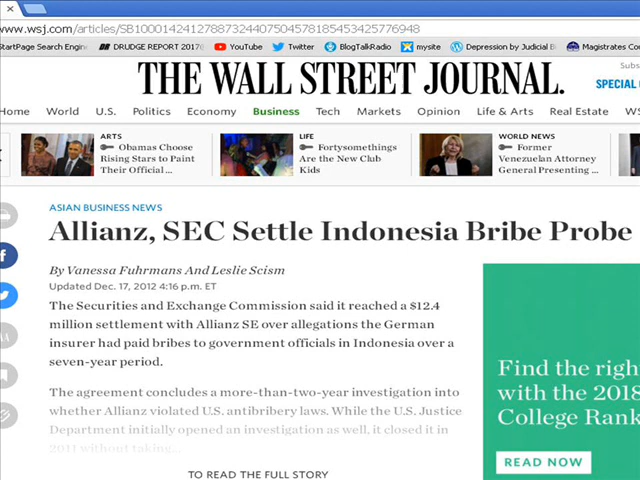 www.wsj.com/articles/SB10001424127887324407504578185453425776948
StartPage Search Engin
DRUDGE REPORT 2017
YouTube
Twitter
BlogTalkRadio
mysite
Depression by Judicial B
Magistrates Co
THE WALL STREET JOURNAL.
Subs
SPECIAL
Home World U.S. Politics Economy Business Tech Markets Opinion Life & Arts Real Estate WS
ARTS
Obamas Choose
Rising Stars to Paint
Their Official ...
LIFE
Fortysomethings
Are the New Club
Kids
WORLD NEWS
Former
Venezuelan Attorney
General Presenting ...
ASIAN BUSINESS NEWS
Allianz, SEC Settle Indonesia Bribe Probe
By Vanessa Fuhrmans And Leslie Scism
Updated Dec. 17, 2012 4:16 p.m. ET
The Securities and Exchange Commission said it reached a $12.4
million settlement with Allianz SE over allegations the German
insurer had paid bribes to government officials in Indonesia over a
seven-year period.
The agreement concludes a more-than-two-year investigation into
whether Allianz violated U.S. antibribery laws. While the U.S. Justice
Department initially opened an investigation as well, it closed it in
2011 without taking...
TO READ THE FULL STORY
Find the righ
with the 2018
College Rank
READ NOW